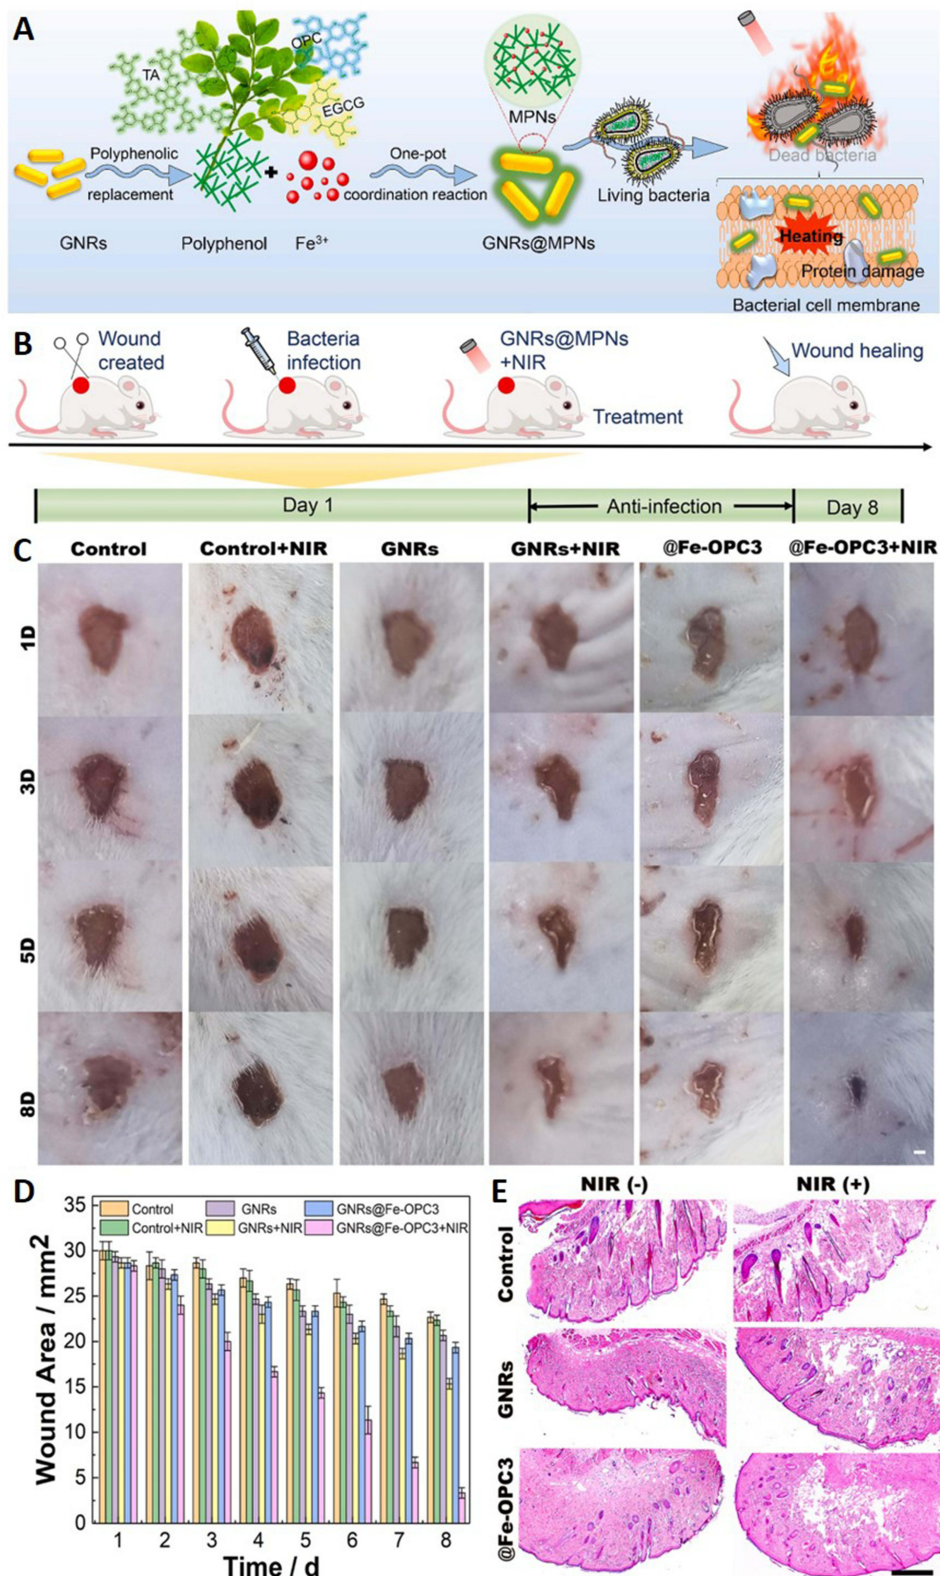 A
TA
OPC
EGCG
MPNs
Polyphenolic
replacement
One-pot
coordination reaction
Living bacteria
Dead bacteria
GNRs
Polyphenol
Fe³⁺
GNRs@MPNs
Heating
Protein damage
Bacterial cell membrane
B
Wound
created
Bacteria
infection
GNRs@MPNs
+NIR
Treatment
Wound healing
Day 1
Anti-infection
Day 8
C
Control
Control+NIR
GNRs
GNRs+NIR
@Fe-OPC3
@Fe-OPC3+NIR
1D
3D
5D
8D
D
Control
GNRs
GNRs@Fe-OPC3
Control+NIR
GNRs+NIR
GNRs@Fe-OPC3+NIR
Wound Area / mm²
35
30
25
20
15
10
5
0
1 2 3 4 5 6 7 8
Time / d
E
NIR (-)
NIR (+)
Control
GNRs
@Fe-OPC3